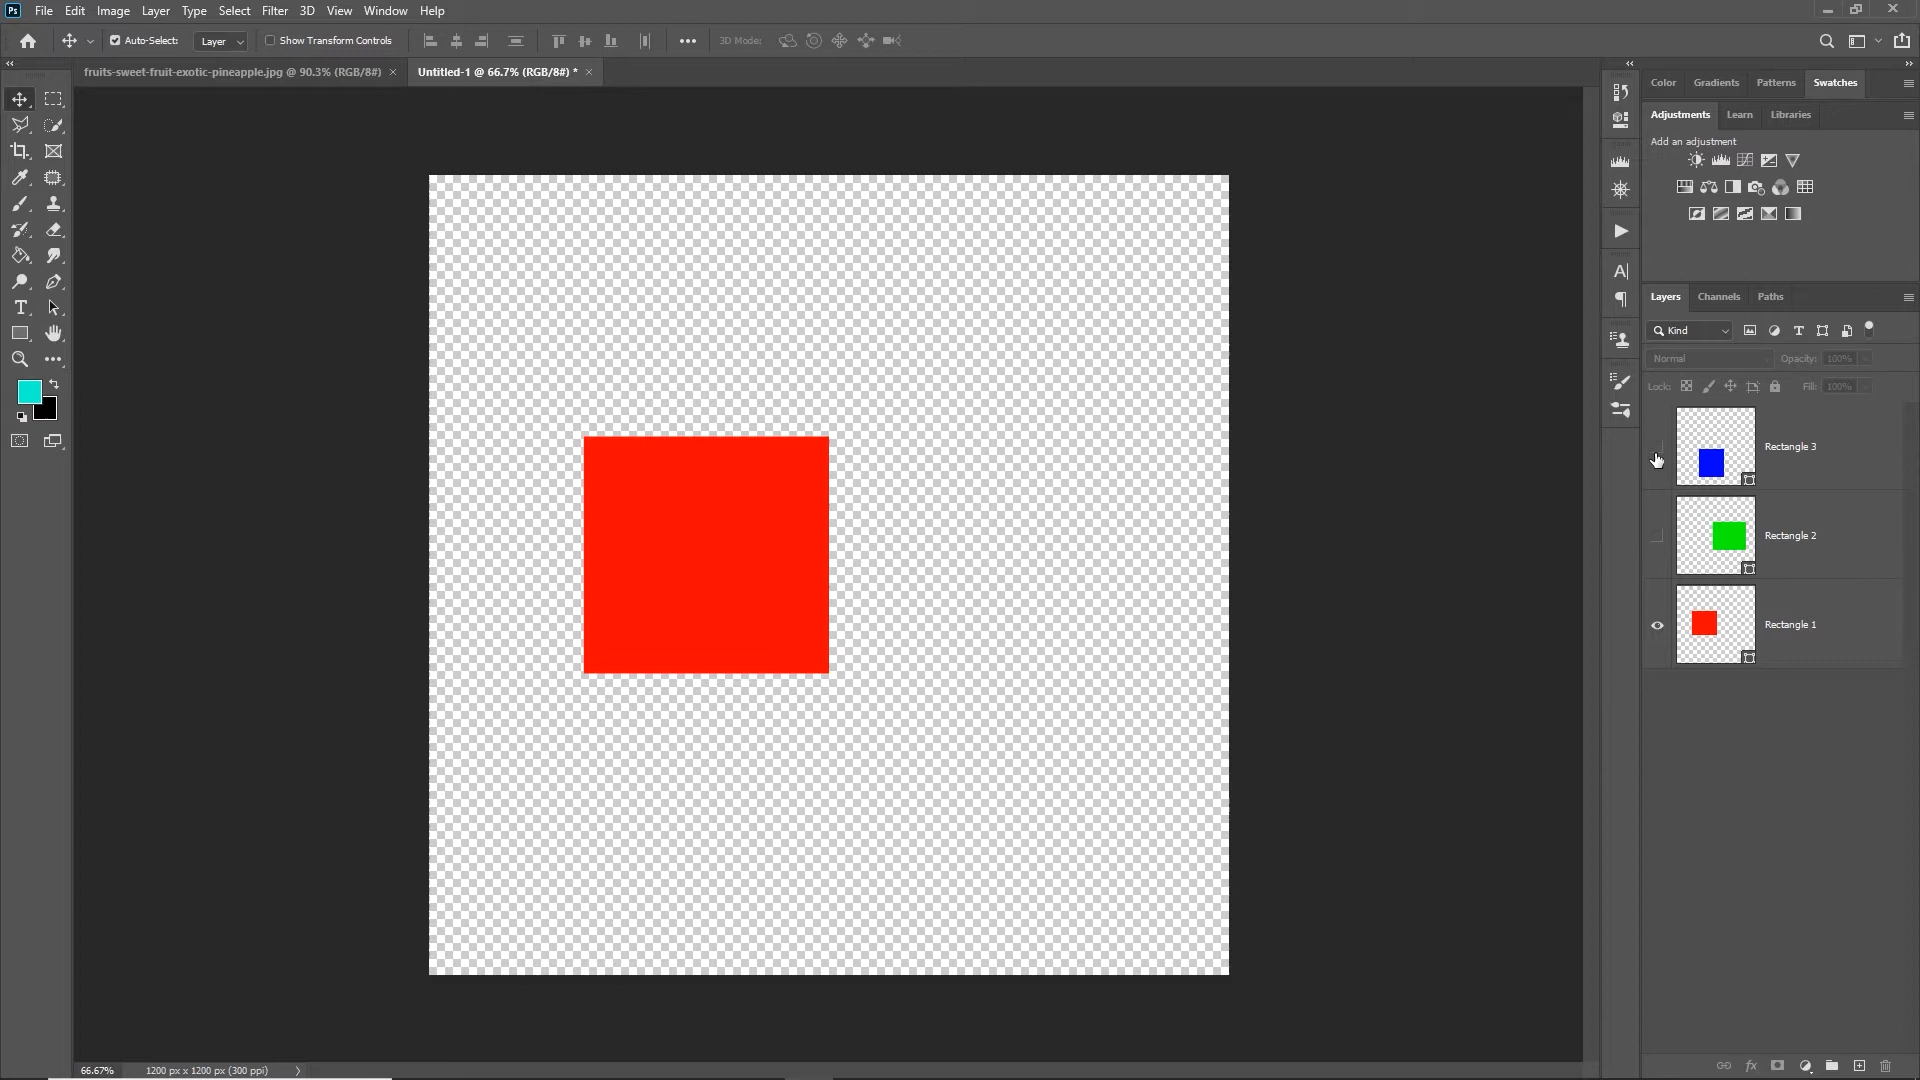 Ps File Edit Image Layer Type Select Filter 3D View Window Help
Auto-Select: Layer Show Transform Controls 3D Mode:
fruits-sweet-fruit-exotic-pineapple.jpg @ 90.3% (RGB/8#) × Untitled-1 @ 66.7% (RGB/8#) * ×
Color Gradients Patterns Swatches
Adjustments Learn Libraries
Add an adjustment
Layers Channels Paths
Kind
Normal Opacity: 100%
Lock: Fill: 100%
Rectangle 3
Rectangle 2
Rectangle 1
66.67% 1200 px x 1200 px (300 ppi)